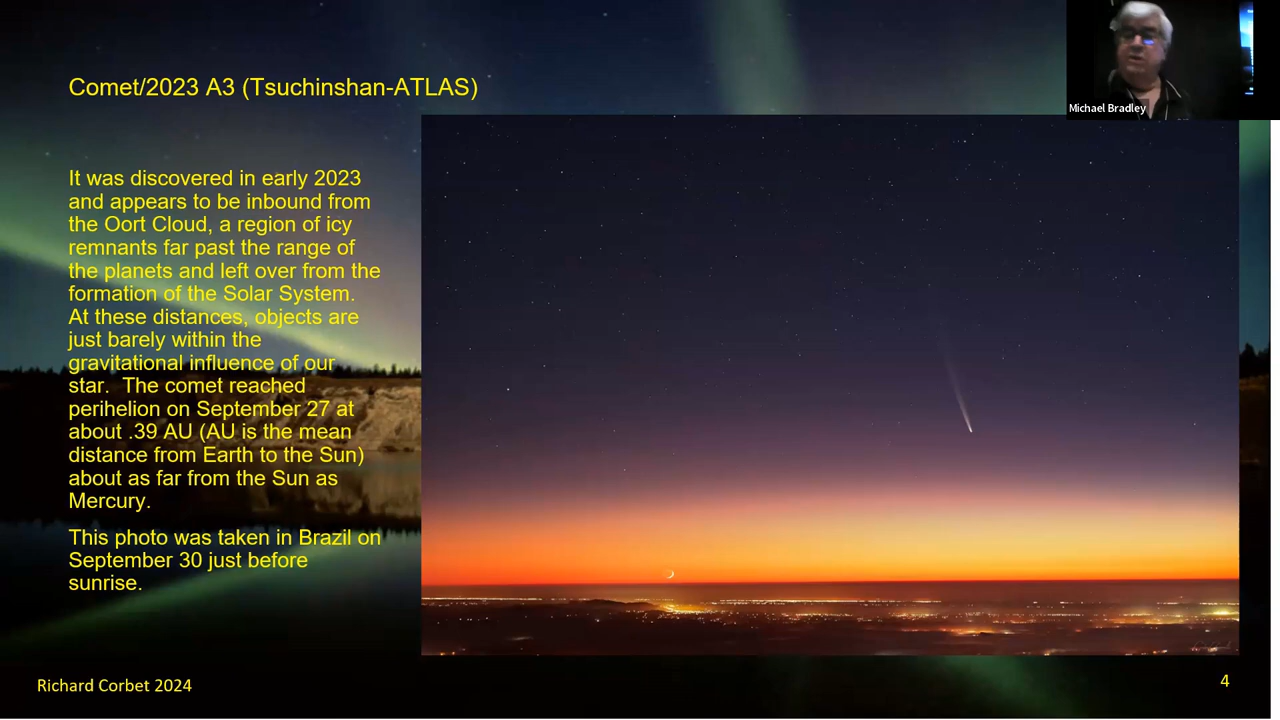 Michael Bradley
Comet/2023 A3 (Tsuchinshan-ATLAS)
It was discovered in early 2023
and appears to be inbound from
the Oort Cloud, a region of icy
remnants far past the range of
the planets and left over from the
formation of the Solar System.
At these distances, objects are
just barely within the
gravitational influence of our
star.  The comet reached
perihelion on September 27 at
about .39 AU (AU is the mean
distance from Earth to the Sun)
about as far from the Sun as
Mercury.
This photo was taken in Brazil on
September 30 just before
sunrise.
Richard Corbet 2024
4